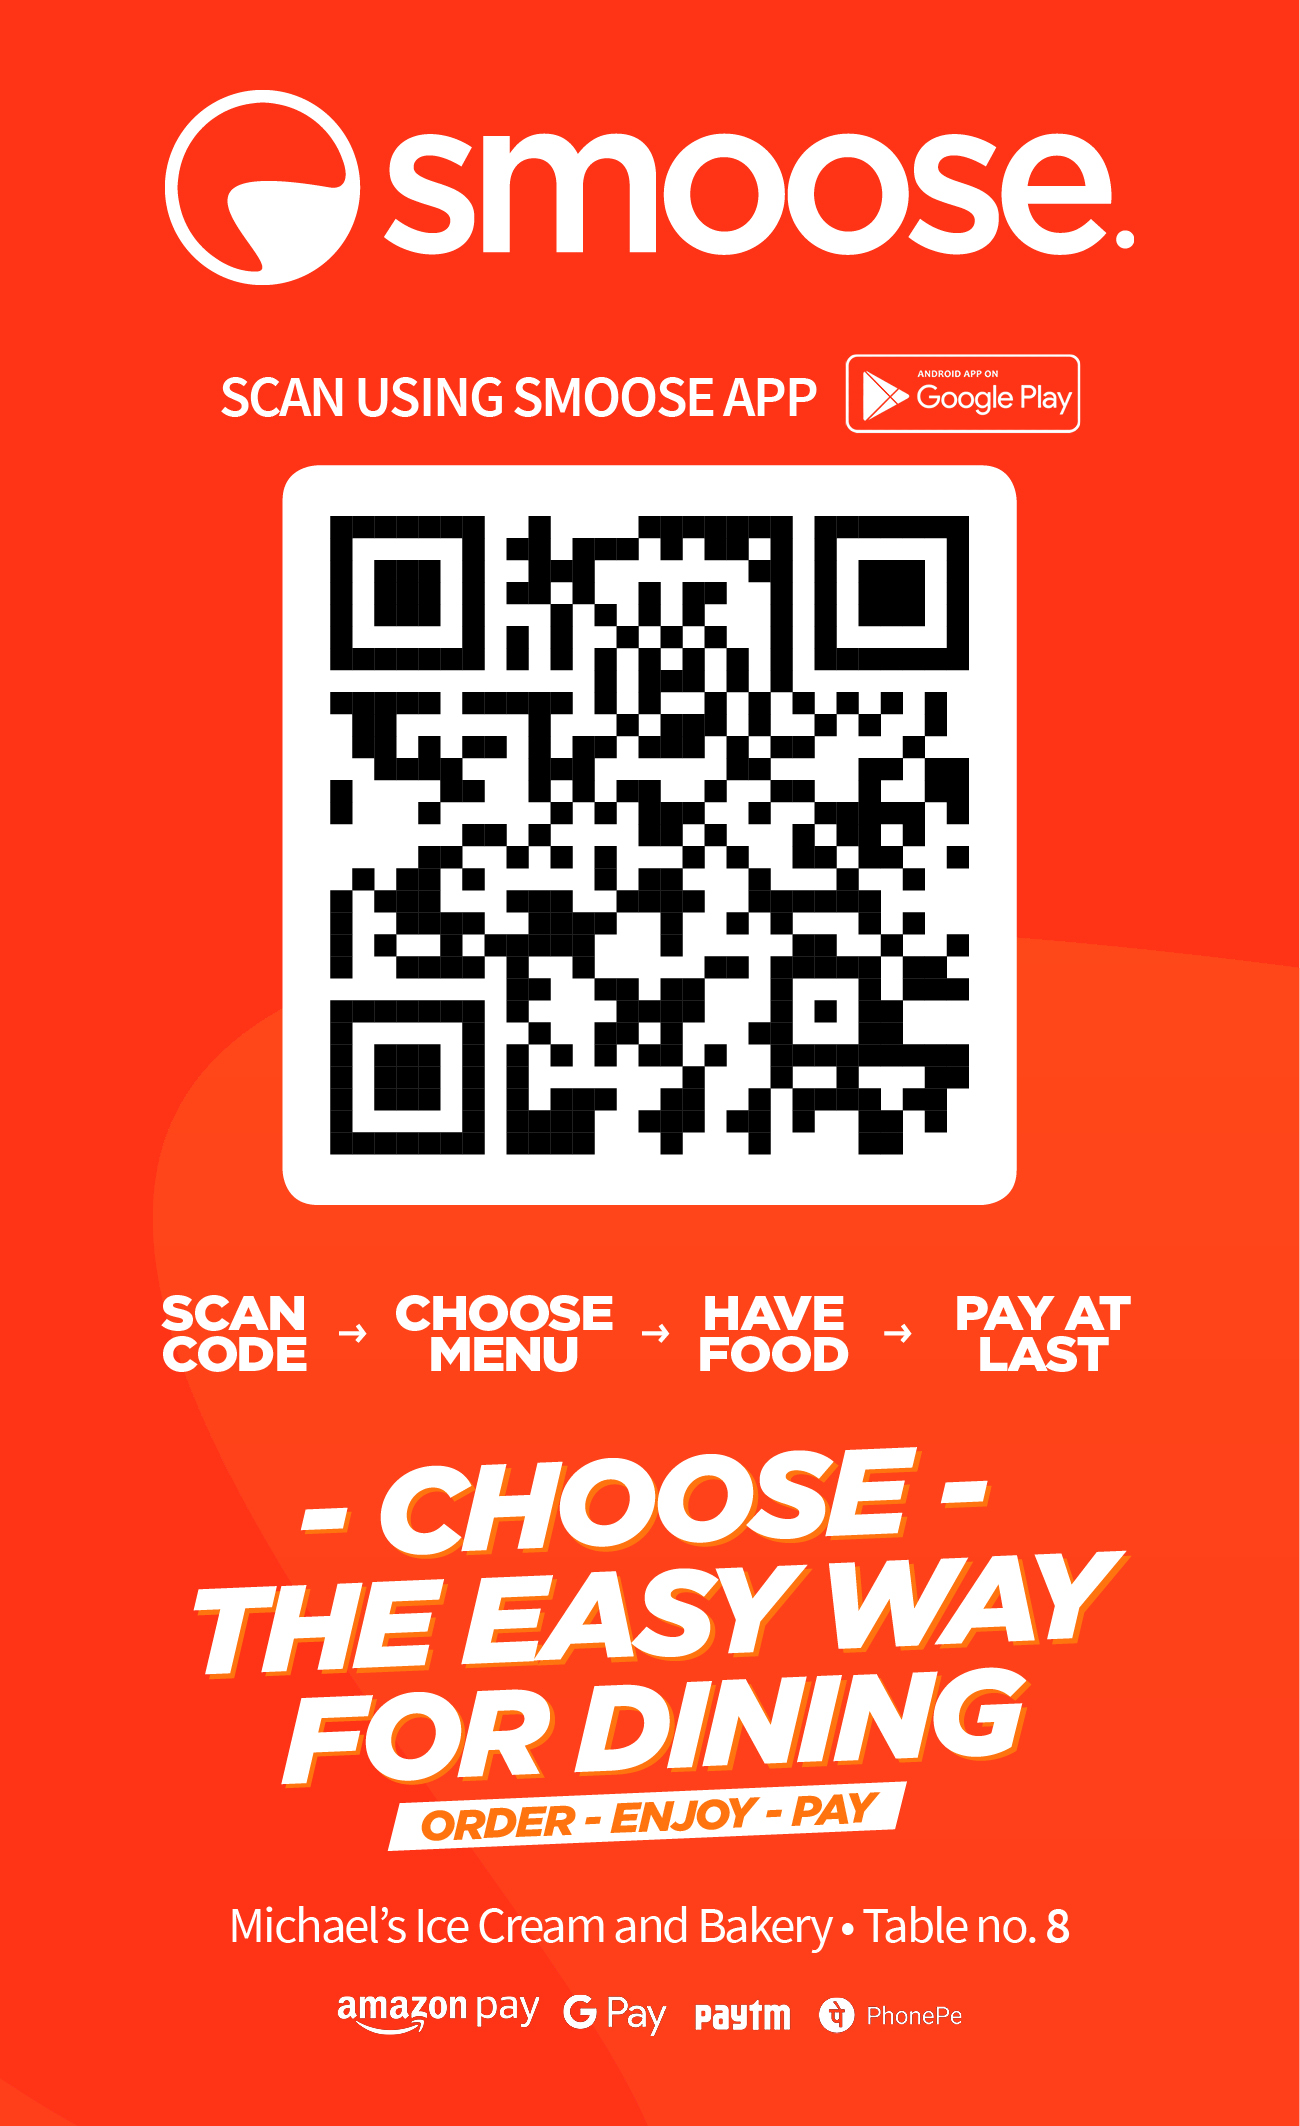 smoose.
SCAN USING SMOOSE APP
ANDROID APP ON
Google Play
SCAN CODE → CHOOSE MENU → HAVE FOOD → PAY AT LAST
- CHOOSE -
THE EASY WAY
FOR DINING
ORDER - ENJOY - PAY
Michael’s Ice Cream and Bakery • Table no. 8
amazon pay G Pay paytm पे PhonePe